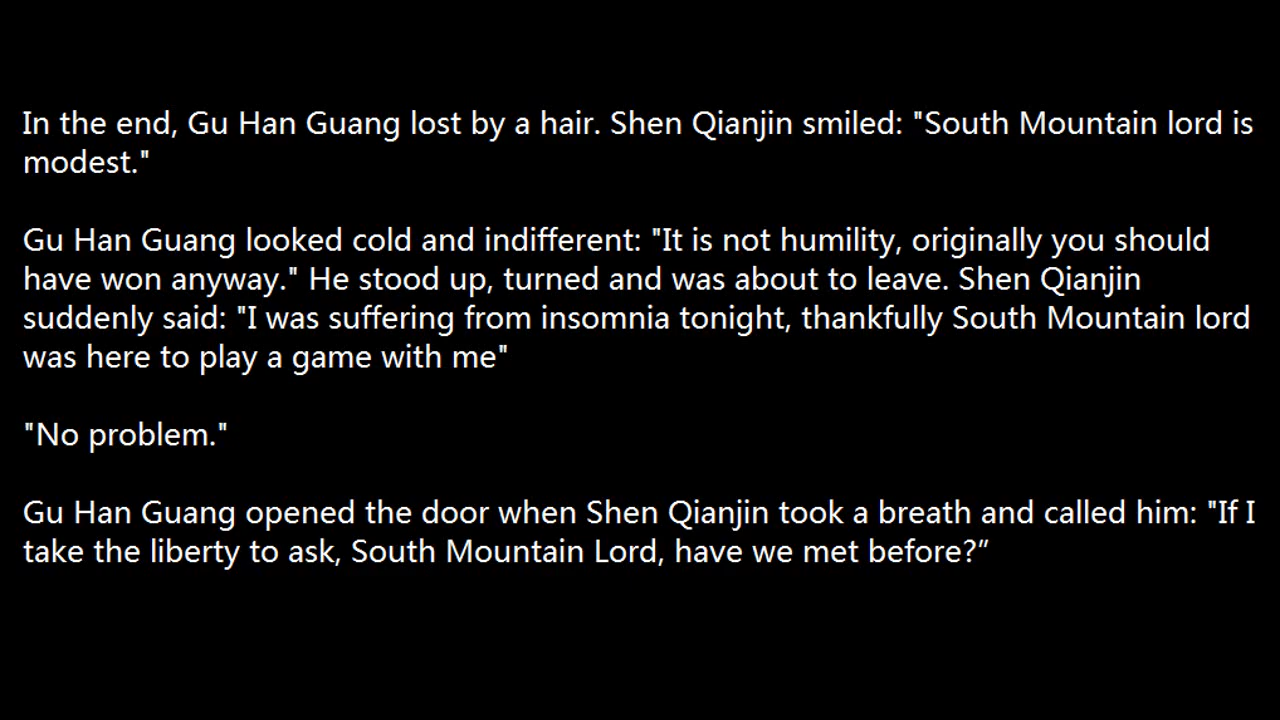 In the end, Gu Han Guang lost by a hair. Shen Qianjin smiled: "South Mountain lord is
modest."
Gu Han Guang looked cold and indifferent: "It is not humility, originally you should
have won anyway." He stood up, turned and was about to leave. Shen Qianjin
suddenly said: "I was suffering from insomnia tonight, thankfully South Mountain lord
was here to play a game with me"
"No problem."
Gu Han Guang opened the door when Shen Qianjin took a breath and called him: "If I
take the liberty to ask, South Mountain Lord, have we met before?”